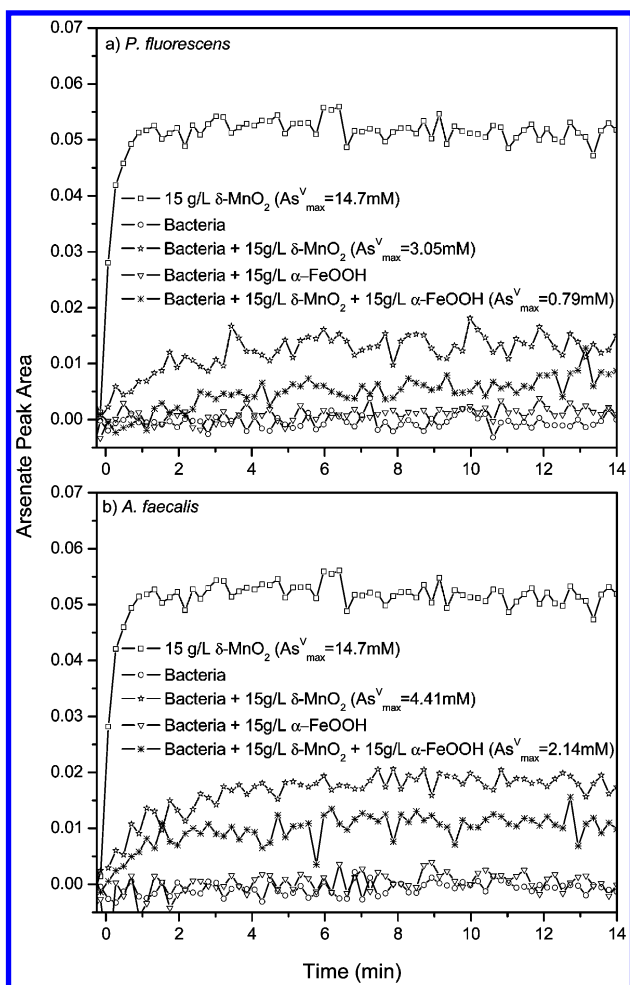 Arsenate Peak Area
0.07
0.06
0.05
0.04
0.03
0.02
0.01
0.00
a) P. fluorescens
15 g/L δ-MnO₂ (Asⱽmax=14.7mM)
Bacteria
Bacteria + 15g/L δ-MnO₂ (Asⱽmax=3.05mM)
Bacteria + 15g/L α-FeOOH
Bacteria + 15g/L δ-MnO₂ + 15g/L α-FeOOH (Asⱽmax=0.79mM)
0 2 4 6 8 10 12 14
0.07
0.06
0.05
0.04
0.03
0.02
0.01
0.00
b) A. faecalis
15 g/L δ-MnO₂ (Asⱽmax=14.7mM)
Bacteria
Bacteria + 15g/L δ-MnO₂ (Asⱽmax=4.41mM)
Bacteria + 15g/L α-FeOOH
Bacteria + 15g/L δ-MnO₂ + 15g/L α-FeOOH (Asⱽmax=2.14mM)
0 2 4 6 8 10 12 14
Time (min)